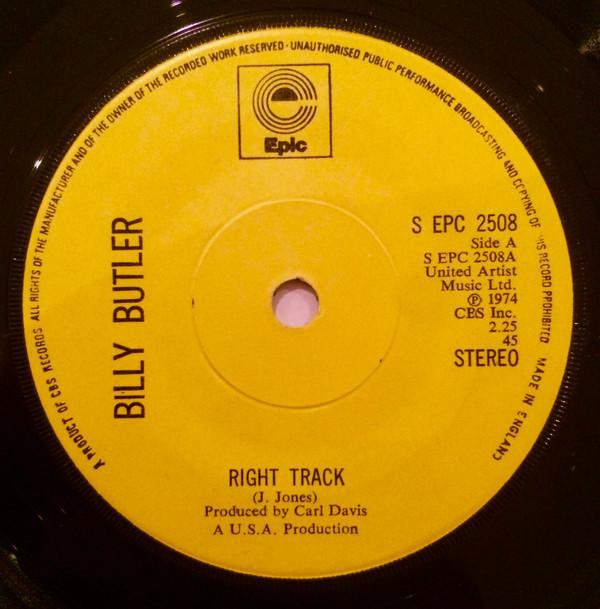 A PRODUCT OF CBS RECORDS ALL RIGHTS OF THE MANUFACTURER AND OF THE OWNER OF THE RECORDED WORK RESERVED · UNAUTHORISED PUBLIC PERFORMANCE BROADCASTING AND COPYING OF THIS RECORD PROHIBITED MADE IN ENGLAND
Epic
BILLY BUTLER
S EPC 2508
Side A
S EPC 2508A
United Artist
Music Ltd.
℗ 1974
CBS Inc.
2.25
45
STEREO
RIGHT TRACK
(J. Jones)
Produced by Carl Davis
A U.S.A. Production